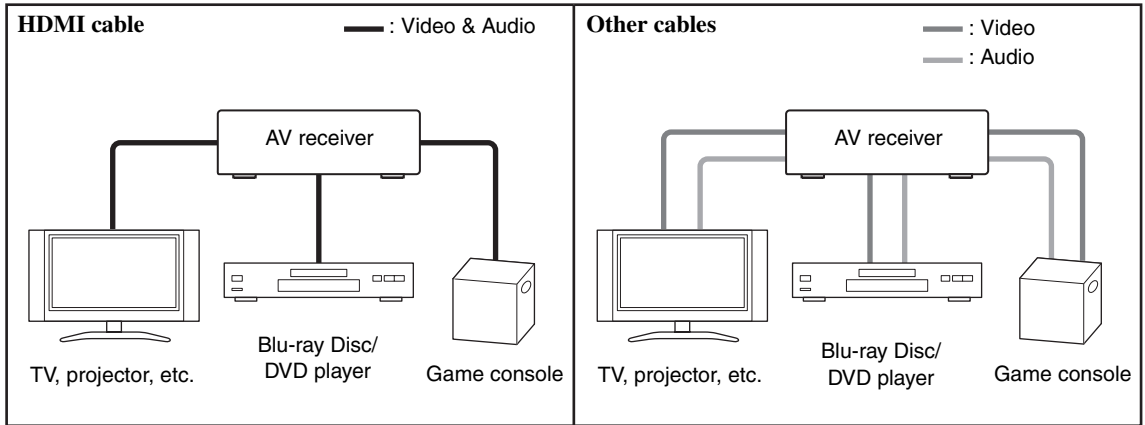 HDMI cable
: Video & Audio
AV receiver
TV, projector, etc.
Blu-ray Disc/
DVD player
Game console
Other cables
: Video
: Audio
AV receiver
TV, projector, etc.
Blu-ray Disc/
DVD player
Game console